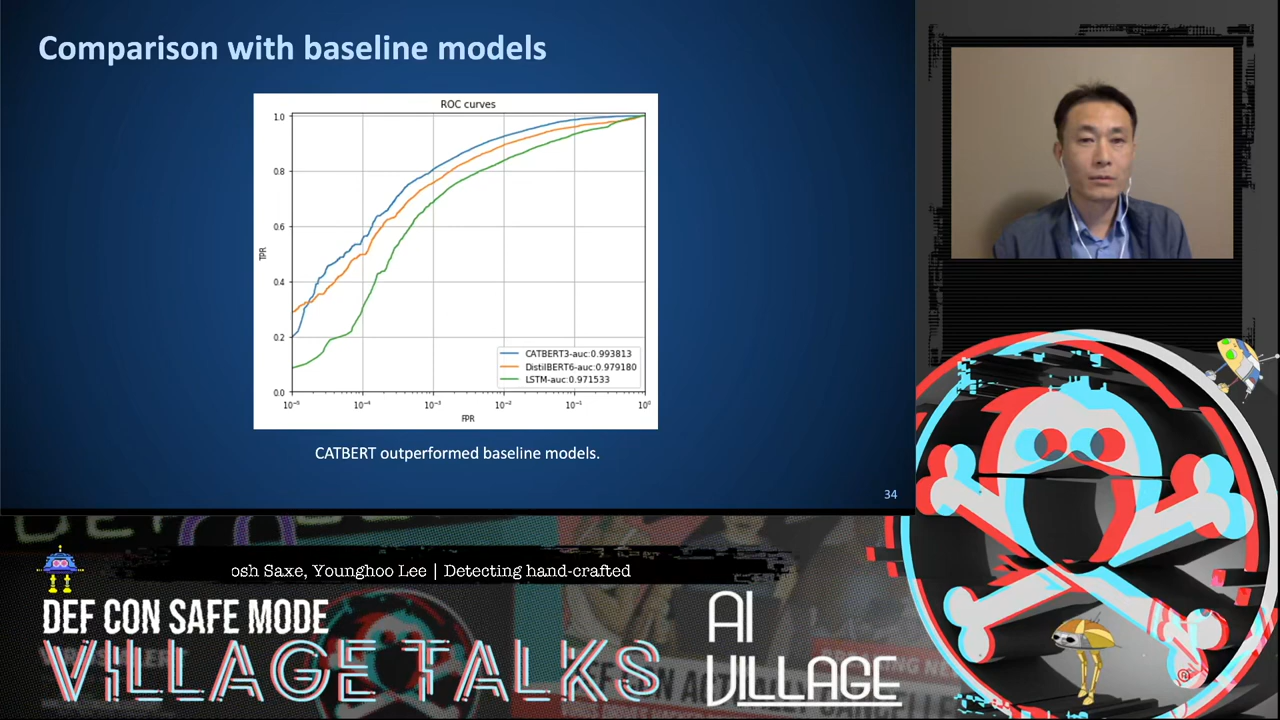 Comparison with baseline models
ROC curves
1.0
0.8
0.6
0.4
0.2
0.0
TPR
CATBERT3-auc:0.993813
DistilBERT6-auc:0.979180
LSTM-auc:0.971533
10⁻⁵
10⁻⁴
10⁻³
10⁻²
10⁻¹
10⁰
FPR
CATBERT outperformed baseline models.
34
osh Saxe, Younghoo Lee | Detecting hand-crafted
DEF CON SAFE MODE
VILLAGE TALKS
AI
VILLAGE